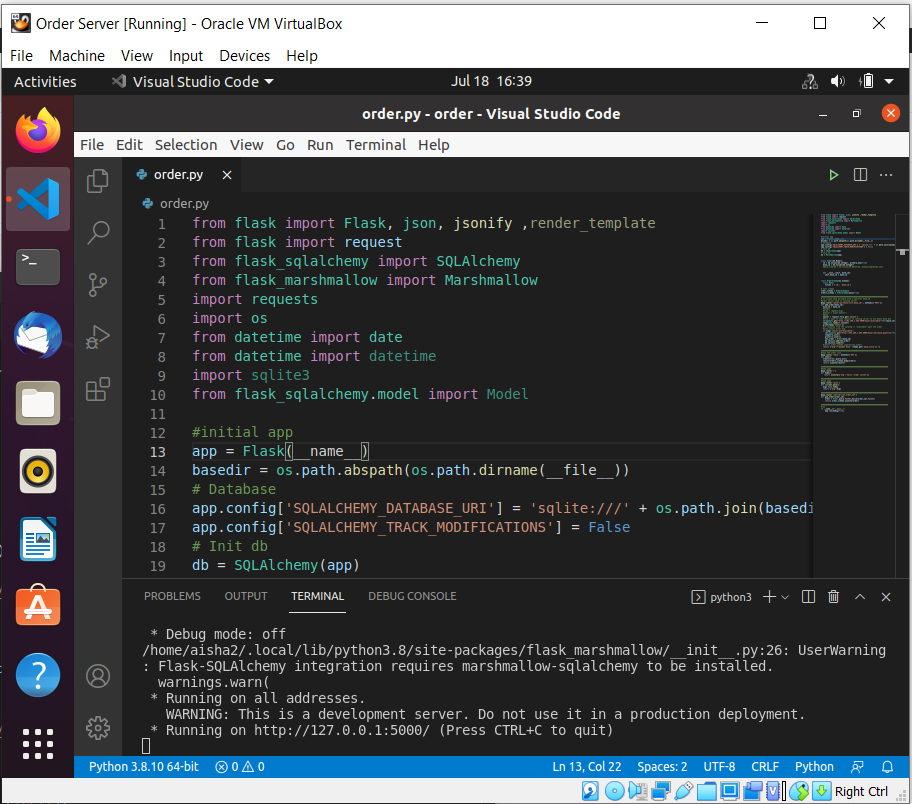 Order Server [Running] - Oracle VM VirtualBox
File Machine View Input Devices Help
Activities Visual Studio Code Jul 18 16:39
order.py - order - Visual Studio Code
File Edit Selection View Go Run Terminal Help
order.py
order.py
1 from flask import Flask, json, jsonify ,render_template
2 from flask import request
3 from flask_sqlalchemy import SQLAlchemy
4 from flask_marshmallow import Marshmallow
5 import requests
6 import os
7 from datetime import date
8 from datetime import datetime
9 import sqlite3
10 from flask_sqlalchemy.model import Model
11
12 #initial app
13 app = Flask(__name__)
14 basedir = os.path.abspath(os.path.dirname(__file__))
15 # Database
16 app.config['SQLALCHEMY_DATABASE_URI'] = 'sqlite:///' + os.path.join(basedi
17 app.config['SQLALCHEMY_TRACK_MODIFICATIONS'] = False
18 # Init db
19 db = SQLAlchemy(app)
PROBLEMS OUTPUT TERMINAL DEBUG CONSOLE python3
* Debug mode: off
/home/aisha2/.local/lib/python3.8/site-packages/flask_marshmallow/__init__.py:26: UserWarning
: Flask-SQLAlchemy integration requires marshmallow-sqlalchemy to be installed.
warnings.warn(
* Running on all addresses.
WARNING: This is a development server. Do not use it in a production deployment.
* Running on http://127.0.0.1:5000/ (Press CTRL+C to quit)
Python 3.8.10 64-bit 0 0 Ln 13, Col 22 Spaces: 2 UTF-8 CRLF Python
Right Ctrl